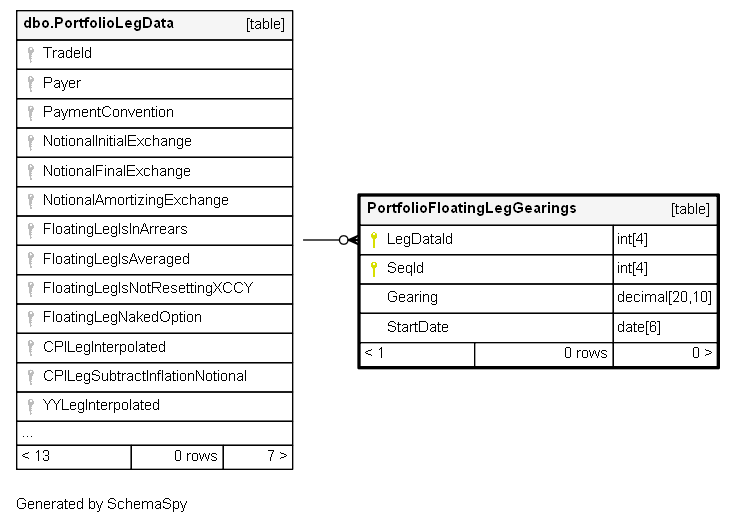 dbo.PortfolioLegData [table]
TradeId
Payer
PaymentConvention
NotionalInitialExchange
NotionalFinalExchange
NotionalAmortizingExchange
FloatingLegIsInArrears
FloatingLegIsAveraged
FloatingLegIsNotResettingXCCY
FloatingLegNakedOption
CPILegInterpolated
CPILegSubtractInflationNotional
YYLegInterpolated
...
< 13 0 rows 7 >
PortfolioFloatingLegGearings [table]
LegDataId int[4]
SeqId int[4]
Gearing decimal[20,10]
StartDate date[6]
< 1 0 rows 0 >
Generated by SchemaSpy